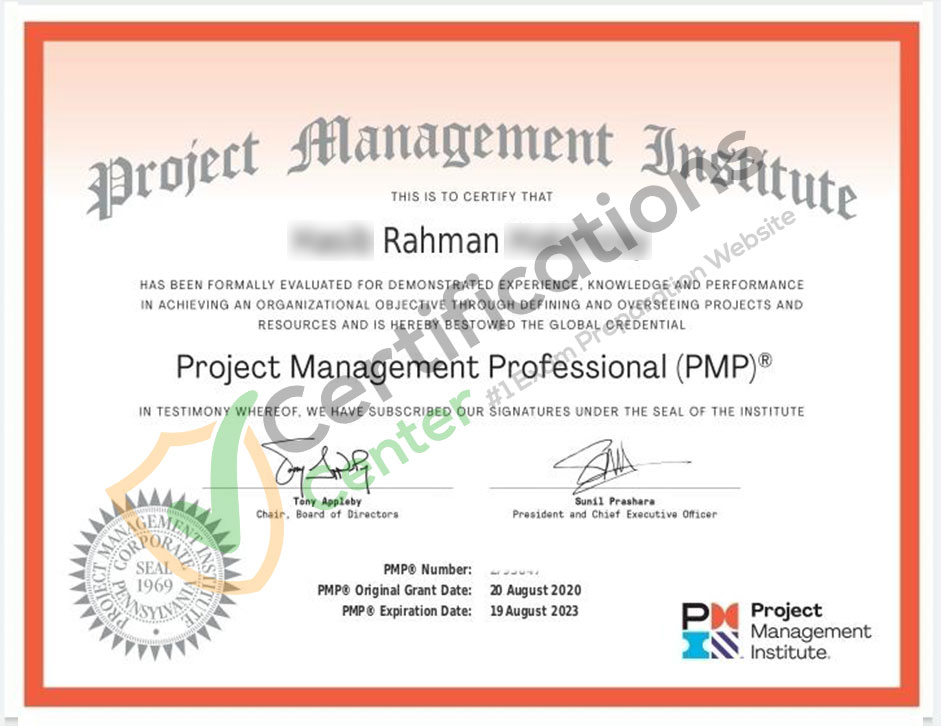 Project Management Institute
THIS IS TO CERTIFY THAT
Rahman
HAS BEEN FORMALLY EVALUATED FOR DEMONSTRATED EXPERIENCE, KNOWLEDGE AND PERFORMANCE
IN ACHIEVING AN ORGANIZATIONAL OBJECTIVE THROUGH DEFINING AND OVERSEEING PROJECTS AND
RESOURCES AND IS HEREBY BESTOWED THE GLOBAL CREDENTIAL
Project Management Professional (PMP)®
IN TESTIMONY WHEREOF, WE HAVE SUBSCRIBED OUR SIGNATURES UNDER THE SEAL OF THE INSTITUTE
Certifications
Center
#1 Exam Preparation Website
Tony Appleby
Chair, Board of Directors
Sunil Prashara
President and Chief Executive Officer
PROJECT MANAGEMENT INSTITUTE
CORPORATE
SEAL
1969
PENNSYLVANIA
PMP® Number:
PMP® Original Grant Date: 20 August 2020
PMP® Expiration Date: 19 August 2023
Project
Management
Institute.